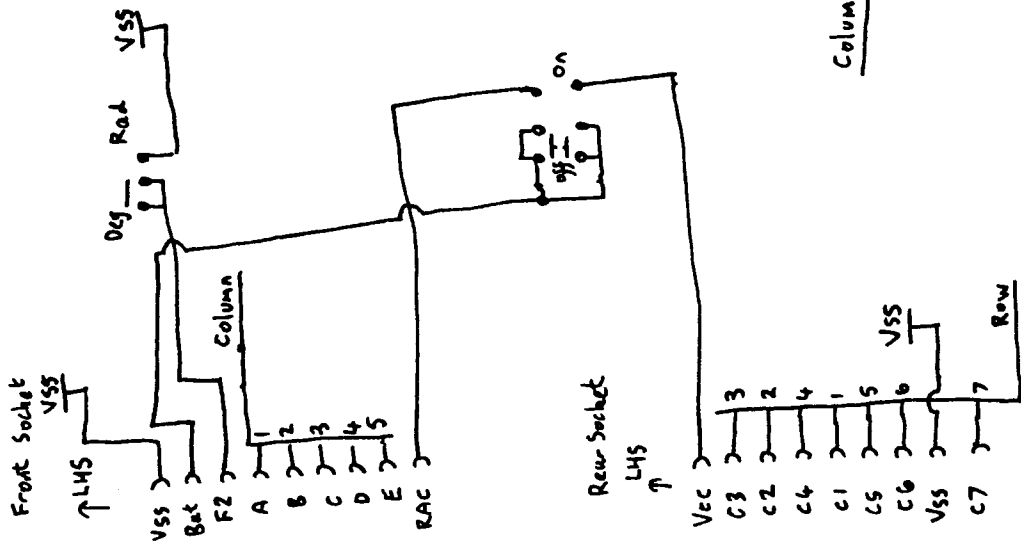 Front Socket
↑LHS
VSS
Vss
Bat
F2
A
B
C
D
E
RAC
1
2
3
4
5
Column
Deg
Rad
VSS
off
on
Rear Socket
LHS
↑
Vcc
C3
C2
C4
C1
C5
C6
VSS
C7
3
2
4
1
5
6
7
VSS
Row
Colum